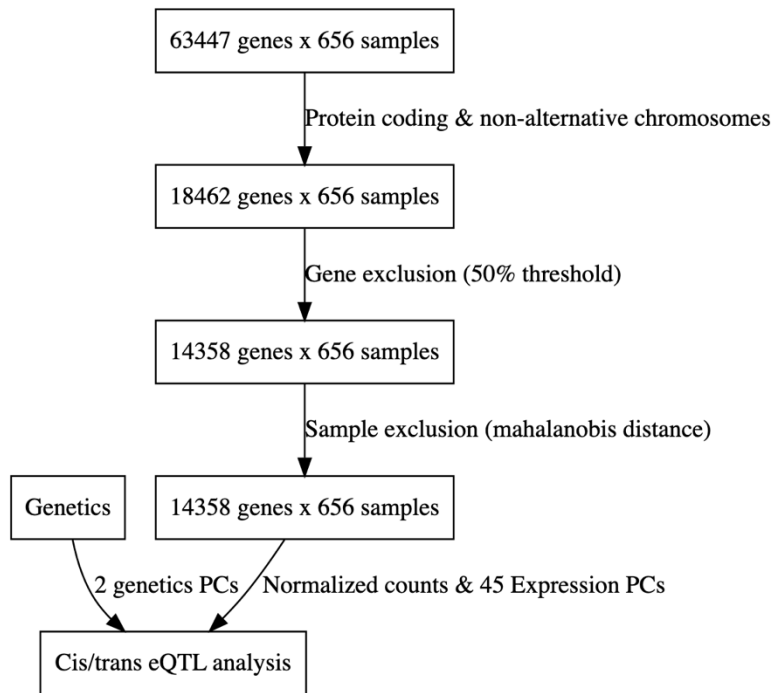 63447 genes x 656 samples
Protein coding & non-alternative chromosomes
18462 genes x 656 samples
Gene exclusion (50% threshold)
14358 genes x 656 samples
Sample exclusion (mahalanobis distance)
Genetics
14358 genes x 656 samples
2 genetics PCs
Normalized counts & 45 Expression PCs
Cis/trans eQTL analysis